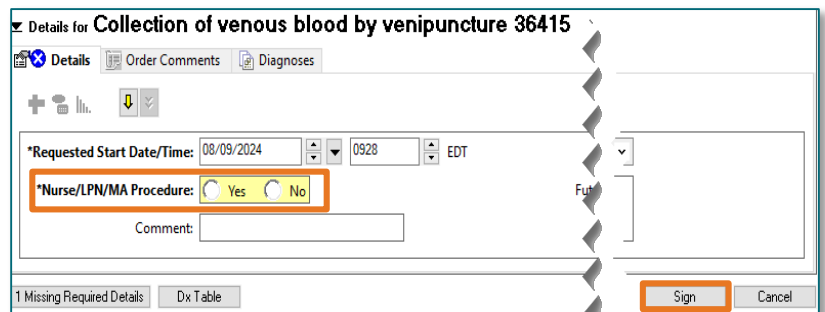 Details for Collection of venous blood by venipuncture 36415
Details Order Comments Diagnoses
*Requested Start Date/Time: 08/09/2024 0928 EDT
*Nurse/LPN/MA Procedure: Yes No Fut
Comment:
1 Missing Required Details Dx Table Sign Cancel